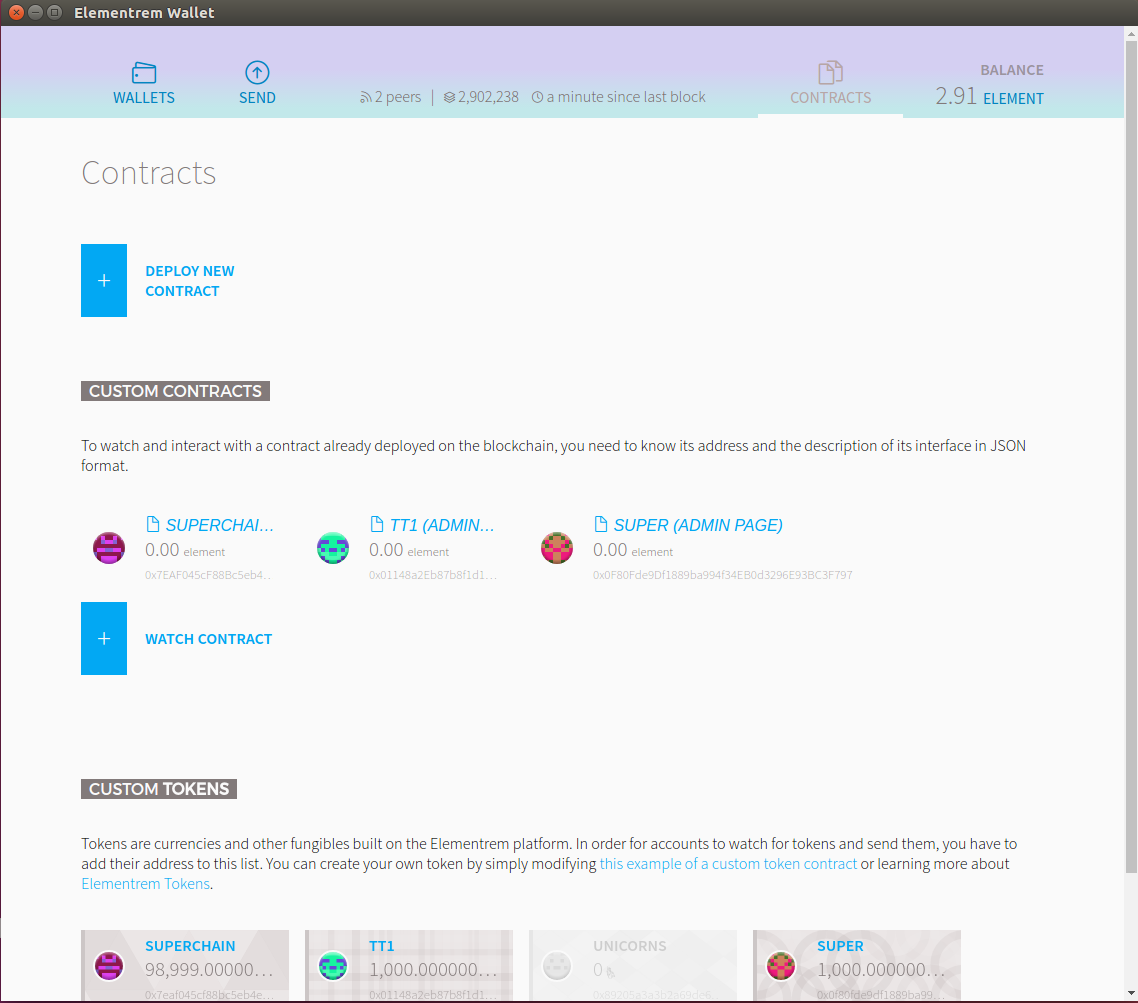 Elementrem Wallet
WALLETS
SEND
2 peers | 2,902,238 a minute since last block
CONTRACTS
BALANCE
2.91 ELEMENT
Contracts
+
DEPLOY NEW
CONTRACT
CUSTOM CONTRACTS
To watch and interact with a contract already deployed on the blockchain, you need to know its address and the description of its interface in JSON
format.
SUPERCHAI...
0.00 element
0x7EAF045cF88Bc5eb4...
TT1 (ADMIN...
0.00 element
0x01148a2Eb87b8f1d1...
SUPER (ADMIN PAGE)
0.00 element
0x0F80Fde9Df1889ba994f34EB0d3296E93BC3F797
+
WATCH CONTRACT
CUSTOM TOKENS
Tokens are currencies and other fungibles built on the Elementrem platform. In order for accounts to watch for tokens and send them, you have to
add their address to this list. You can create your own token by simply modifying this example of a custom token contract or learning more about
Elementrem Tokens.
SUPERCHAIN
98,999.00000...
0x7eaf045cf88bc5eb4e...
TT1
1,000.000000...
0x01148a2eb87b8f1d1...
UNICORNS
0
0x89205a3a3b2a69de6...
SUPER
1,000.000000...
0x0f80fde9df1889ba99...